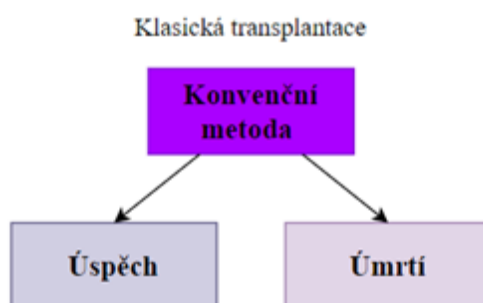 Klasická transplantace
Konvenční
metoda
Úspěch
Úmrtí